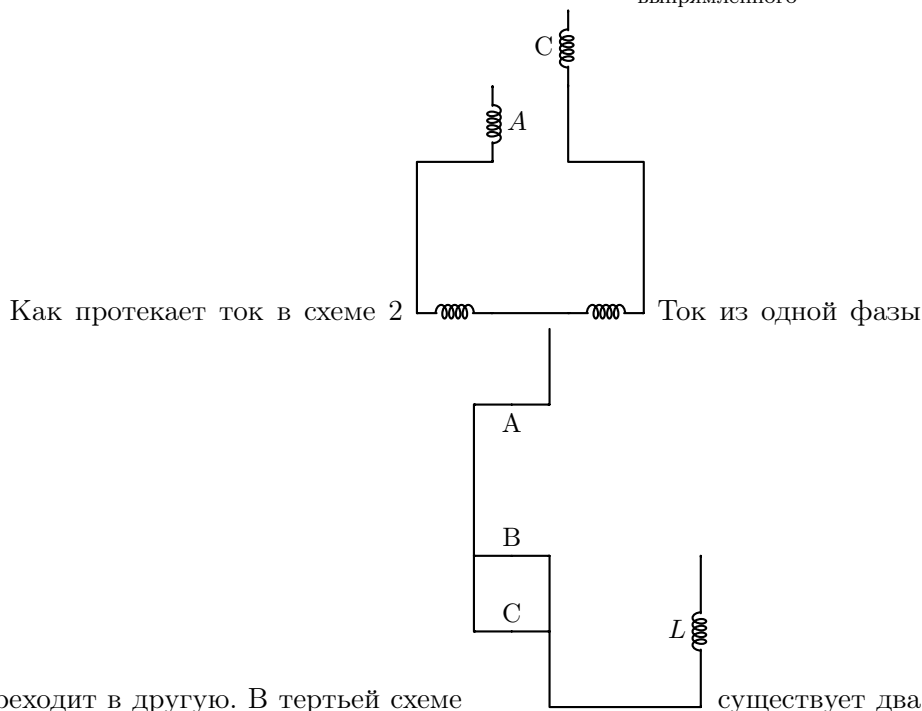 выпрямленного
C
A
Как протекает ток в схеме 2 Ток из одной фазы
A
B
C
L
реходит в другую. В тертьей схеме существует два